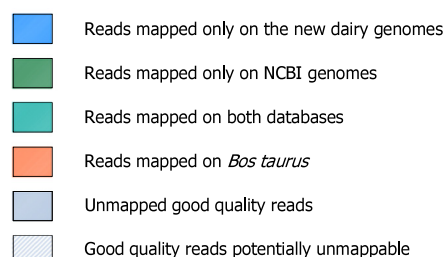 Reads mapped only on the new dairy genomes
Reads mapped only on NCBI genomes
Reads mapped on both databases
Reads mapped on Bos taurus
Unmapped good quality reads
Good quality reads potentially unmappable